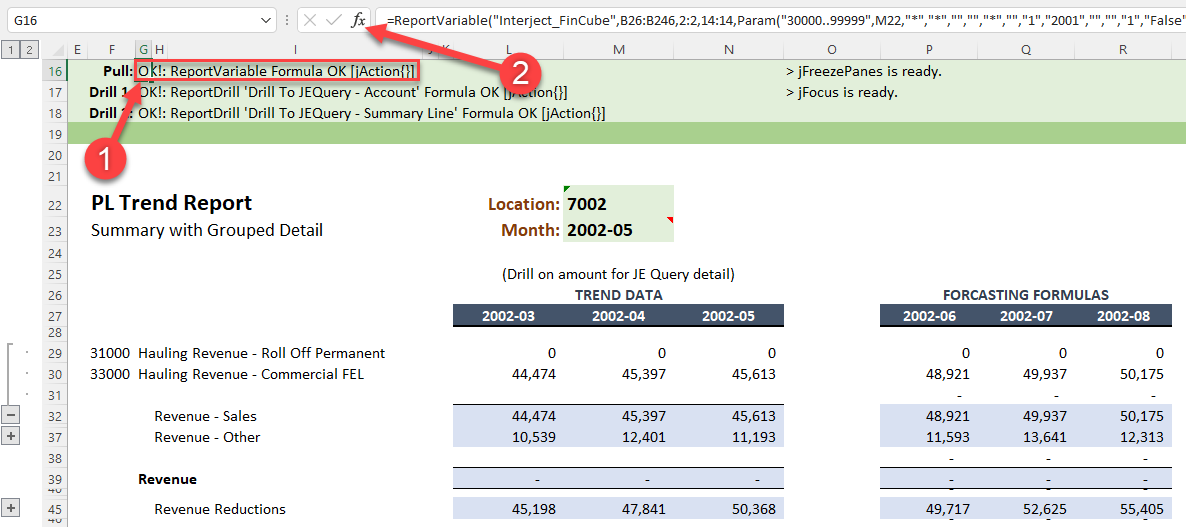 G16 fx =ReportVariable("Interject_FinCube",B26:B246,2:2,14:14,Param("30000..99999",M22,"*","*","","","*","","1","2001","","","1","False"
1 2 E F G H I J K L M N O P Q R
16 Pull: OK!: ReportVariable Formula OK [jAction{}] > jFreezePanes is ready.
2
17 Drill 1: OK!: ReportDrill 'Drill To JEQuery - Account' Formula OK [jAction{}] > jFocus is ready.
18 Drill 2: OK!: ReportDrill 'Drill To JEQuery - Summary Line' Formula OK [jAction{}]
19
1
20
21
22 PL Trend Report Location: 7002
23 Summary with Grouped Detail Month: 2002-05
24
25 (Drill on amount for JE Query detail)
26 TREND DATA FORCASTING FORMULAS
27 2002-03 2002-04 2002-05 2002-06 2002-07 2002-08
28
29 31000 Hauling Revenue - Roll Off Permanent 0 0 0 0 0 0
30 33000 Hauling Revenue - Commercial FEL 44,474 45,397 45,613 48,921 49,937 50,175
31 - - -
32 Revenue - Sales 44,474 45,397 45,613 48,921 49,937 50,175
37 Revenue - Other 10,539 12,401 11,193 11,593 13,641 12,313
38 - - -
39 Revenue - - - - - -
40 - - -
45 Revenue Reductions 45,198 47,841 50,368 49,717 52,625 55,405